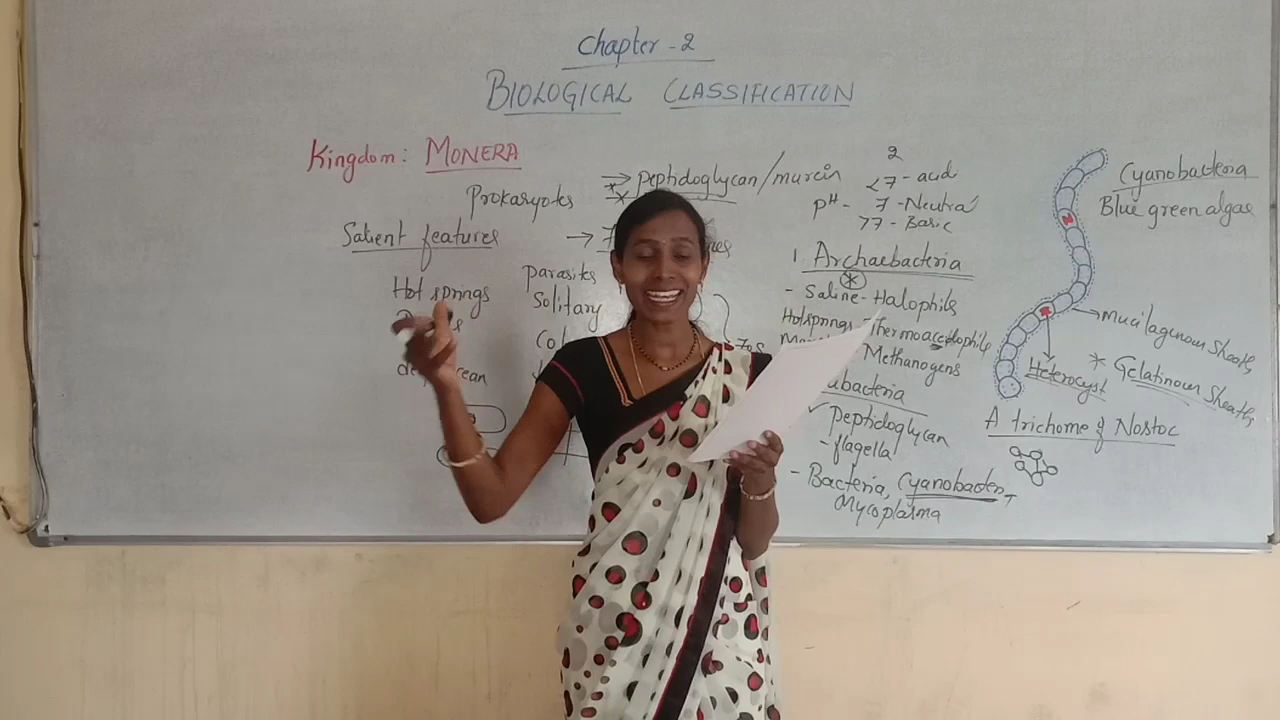 Chapter - 2
BIOLOGICAL CLASSIFICATION
Kingdom: MONERA
Prokaryotes
→ peptidoglycan/murein
Salient features
Hot springs
parasites
Solitary
70s
2
<7 - acid
pH - 7 - Neutral
>7 - Basic
1 Archaebacteria
- Saline - Halophils
Hotsprings - Thermoacidophils
Methanogens
peptidoglycan
- flagella
- Bacteria, Cyanobacteria,
Mycoplasma
Cyanobacteria
Blue green algae
N
mucilagenous sheath,
* Gelatinous sheath,
Heterocyst
A trichome of Nostoc